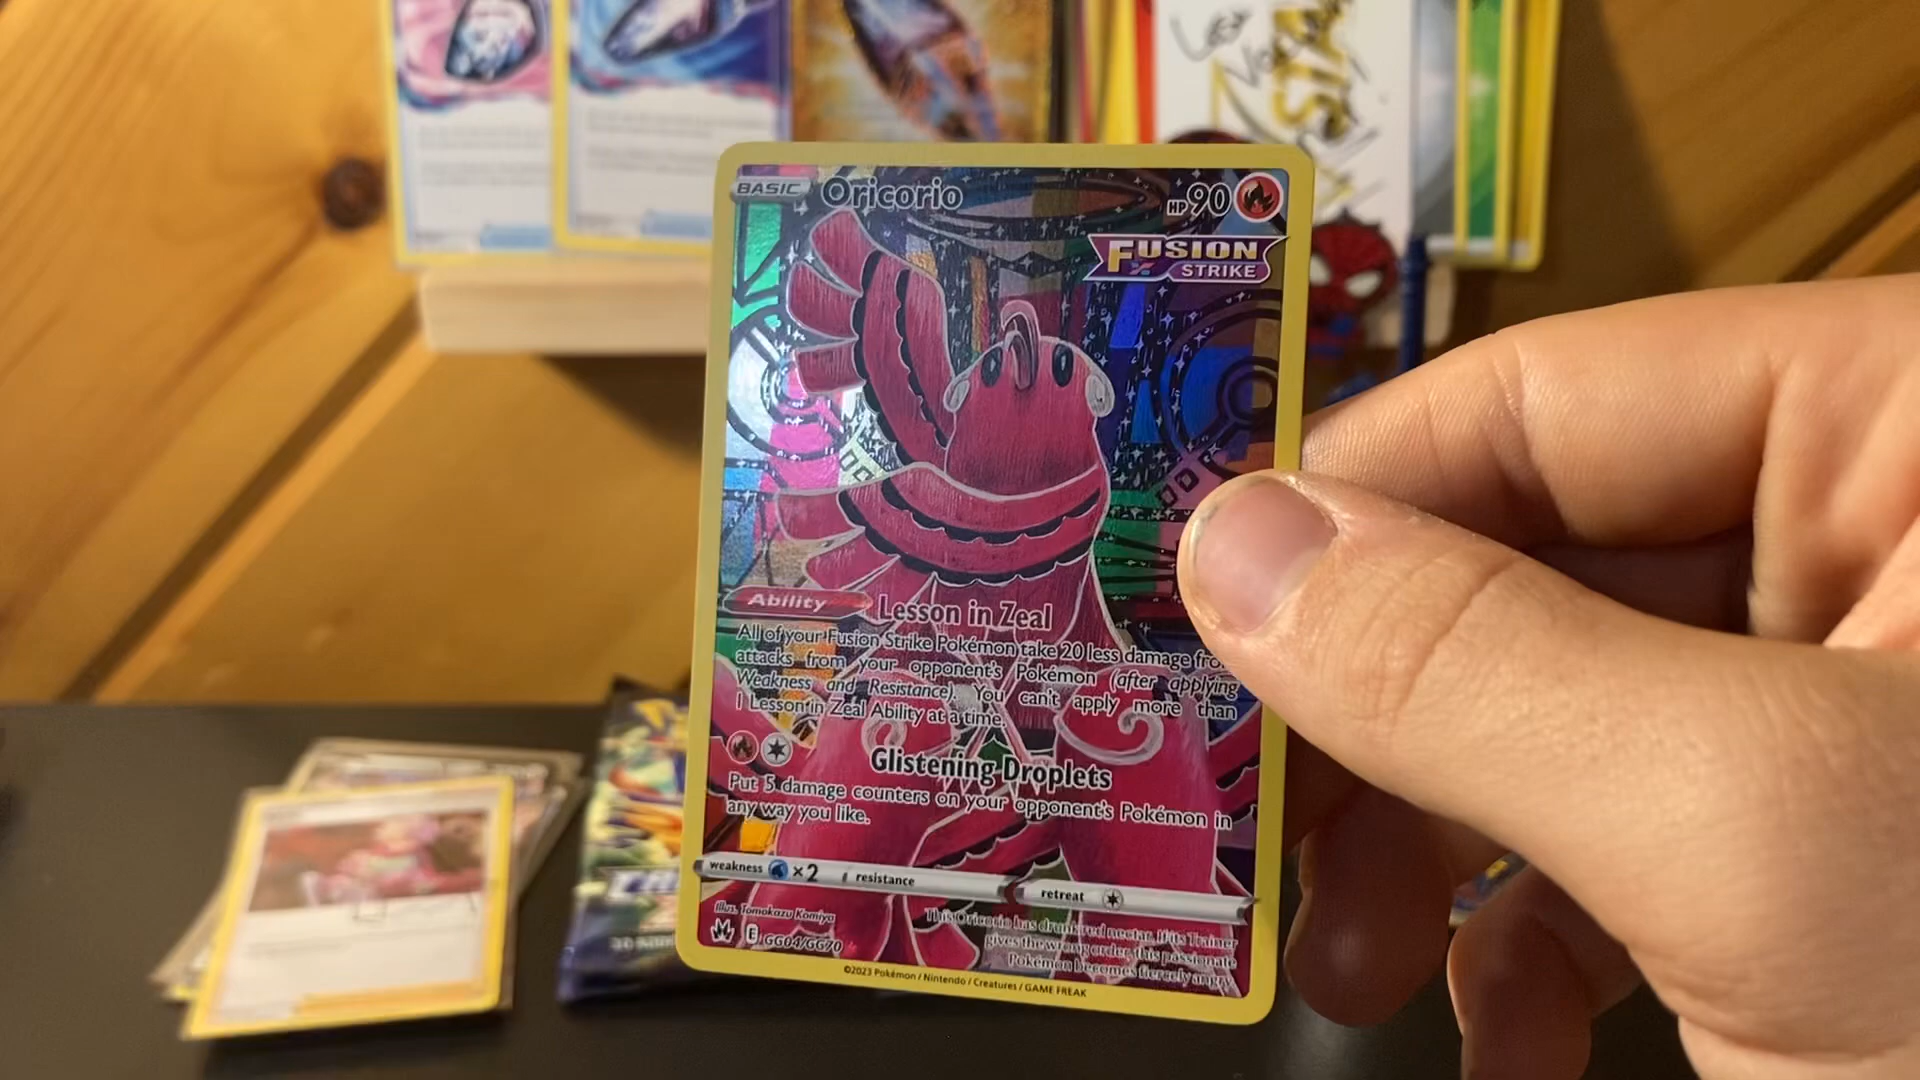 BASIC Oricorio HP 90
FUSION
STRIKE
Ability Lesson in Zeal
All of your Fusion Strike Pokémon take 20 less damage
attacks from your opponent's Pokémon (after applying
Weakness and Resistance). You can't apply more than
1 Lesson in Zeal Ability at a time.
Glistening Droplets
Put 5 damage counters on your opponent's Pokémon in
any way you like.
weakness ×2 resistance retreat
Illus. Tomokazu Komiya
E GG04/GG70
This Oricorio has drunk red nectar. If its Trainer
gives the wrong order, this passionate
Pokémon becomes fiercely angry.
©2023 Pokémon / Nintendo / Creatures / GAME FREAK